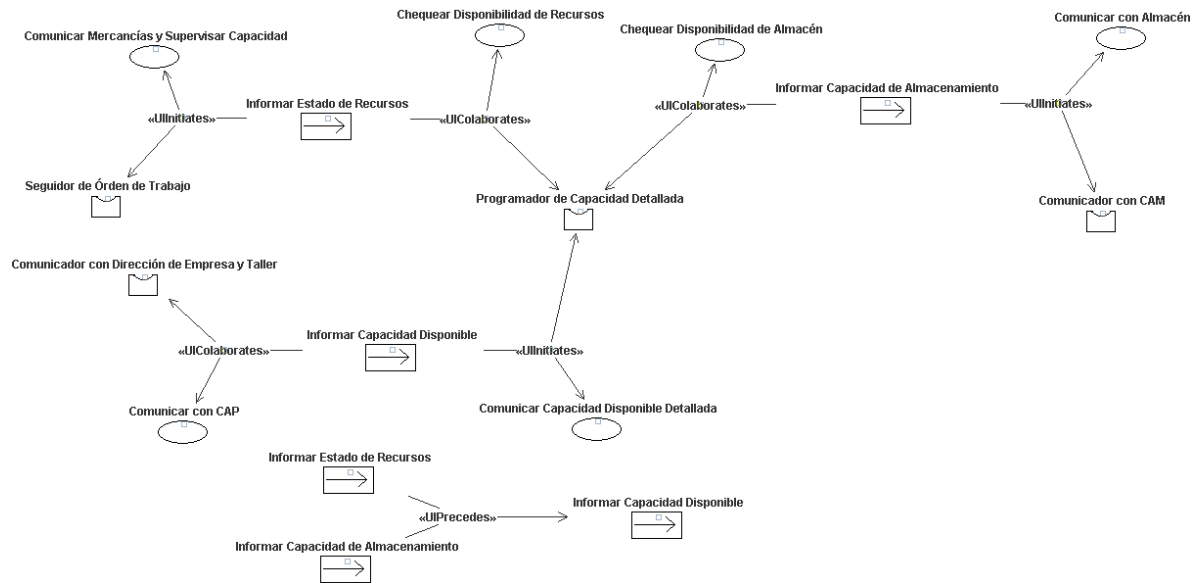 Chequear Disponibilidad de Recursos
Comunicar con Almacén
Comunicar Mercancías y Supervisar Capacidad
Chequear Disponibilidad de Almacén
Informar Estado de Recursos
Informar Capacidad de Almacenamiento
«UIInitiates»
«UIColaborates»
«UIColaborates»
«UIInitiates»
Seguidor de Órden de Trabajo
Programador de Capacidad Detallada
Comunicador con CAM
Comunicador con Dirección de Empresa y Taller
Informar Capacidad Disponible
«UIColaborates»
«UIInitiates»
Comunicar con CAP
Comunicar Capacidad Disponible Detallada
Informar Estado de Recursos
Informar Capacidad Disponible
«UIPrecedes»
Informar Capacidad de Almacenamiento